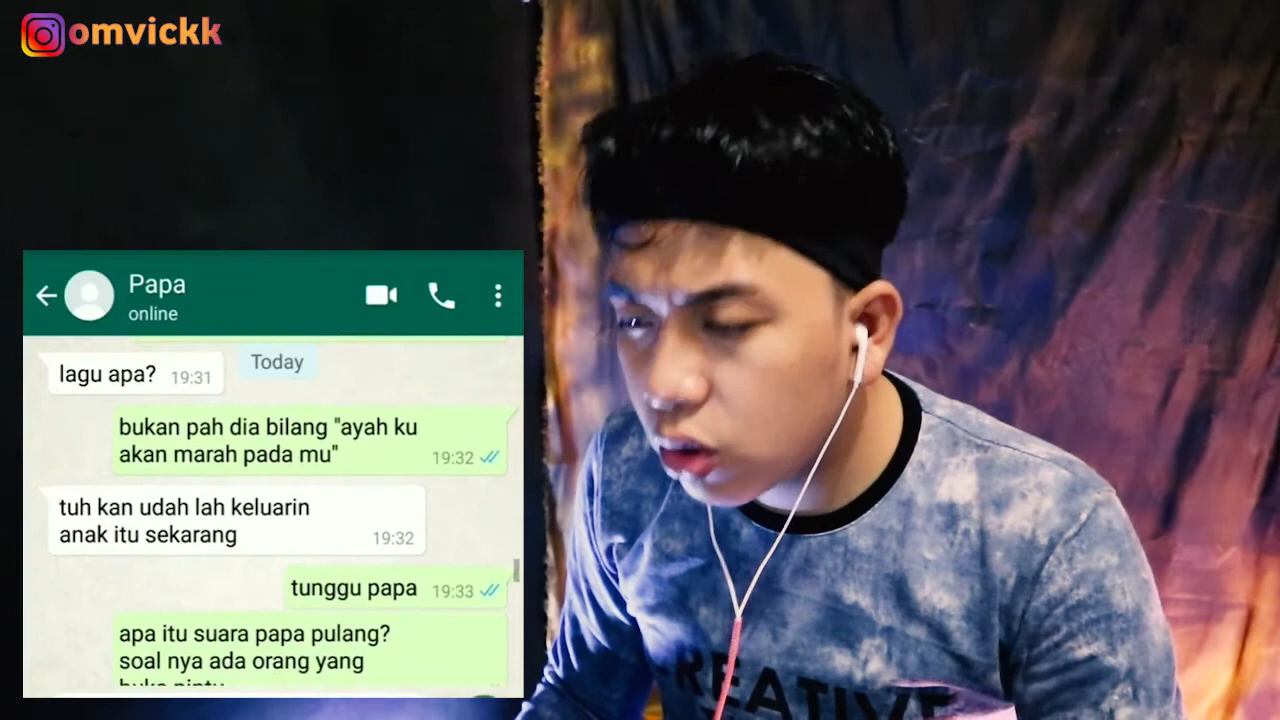 omvickk
Papa
online
Today
lagu apa? 19:31
bukan pah dia bilang "ayah ku
akan marah pada mu" 19:32
tuh kan udah lah keluarin
anak itu sekarang 19:32
tunggu papa 19:33
apa itu suara papa pulang?
soal nya ada orang yang
CREATIVE